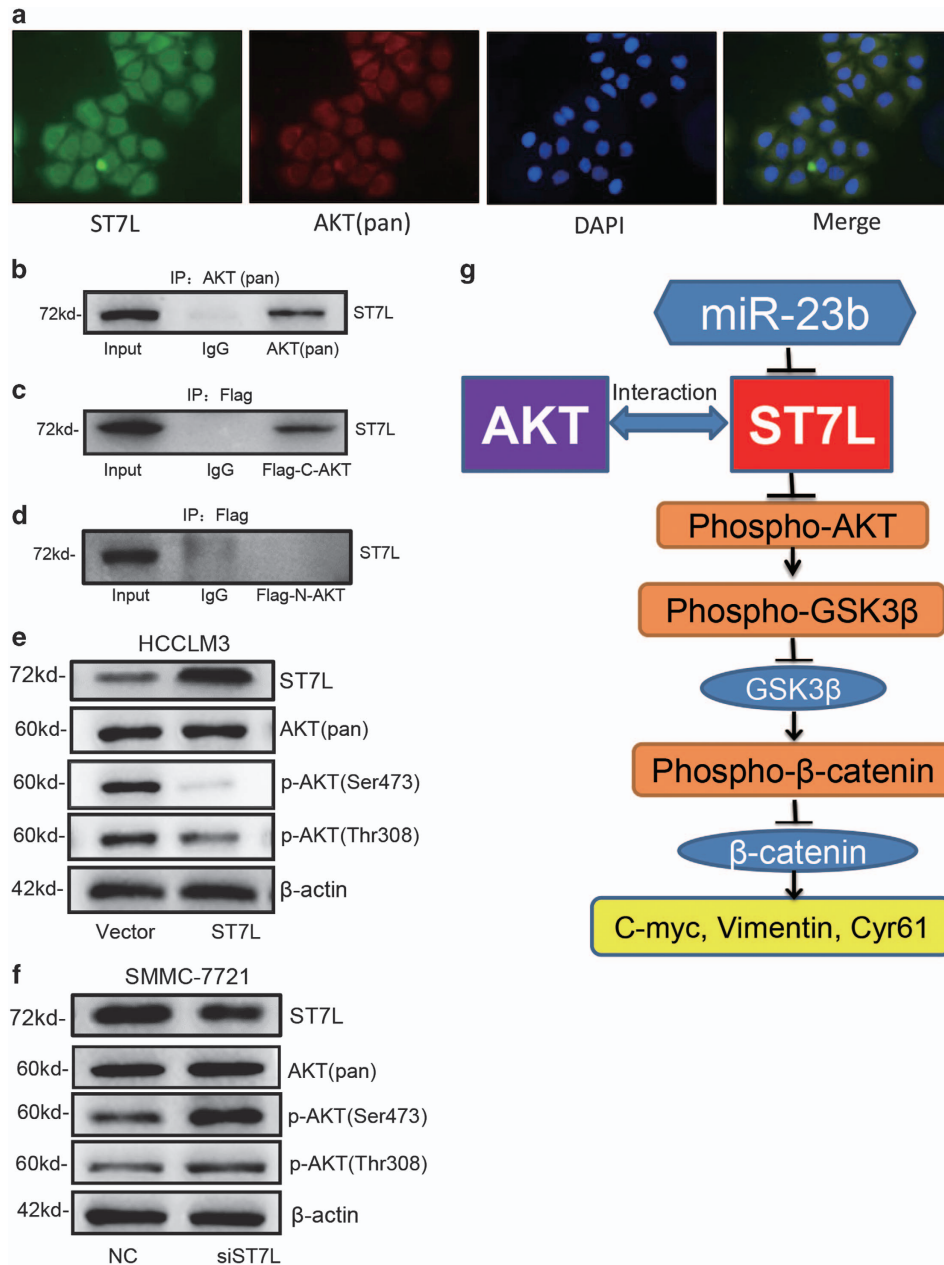 a
ST7L
AKT(pan)
DAPI
Merge
b
IP: AKT (pan)
72kd-
ST7L
Input
IgG
AKT(pan)
c
IP: Flag
72kd-
ST7L
Input
IgG
Flag-C-AKT
d
IP: Flag
72kd-
ST7L
Input
IgG
Flag-N-AKT
e
HCCLM3
72kd-
ST7L
60kd-
AKT(pan)
60kd-
p-AKT(Ser473)
60kd-
p-AKT(Thr308)
42kd-
β-actin
Vector
ST7L
f
SMMC-7721
72kd-
ST7L
60kd-
AKT(pan)
60kd-
p-AKT(Ser473)
60kd-
p-AKT(Thr308)
42kd-
β-actin
NC
siST7L
g
miR-23b
AKT
Interaction
ST7L
Phospho-AKT
Phospho-GSK3β
GSK3β
Phospho-β-catenin
β-catenin
C-myc, Vimentin, Cyr61